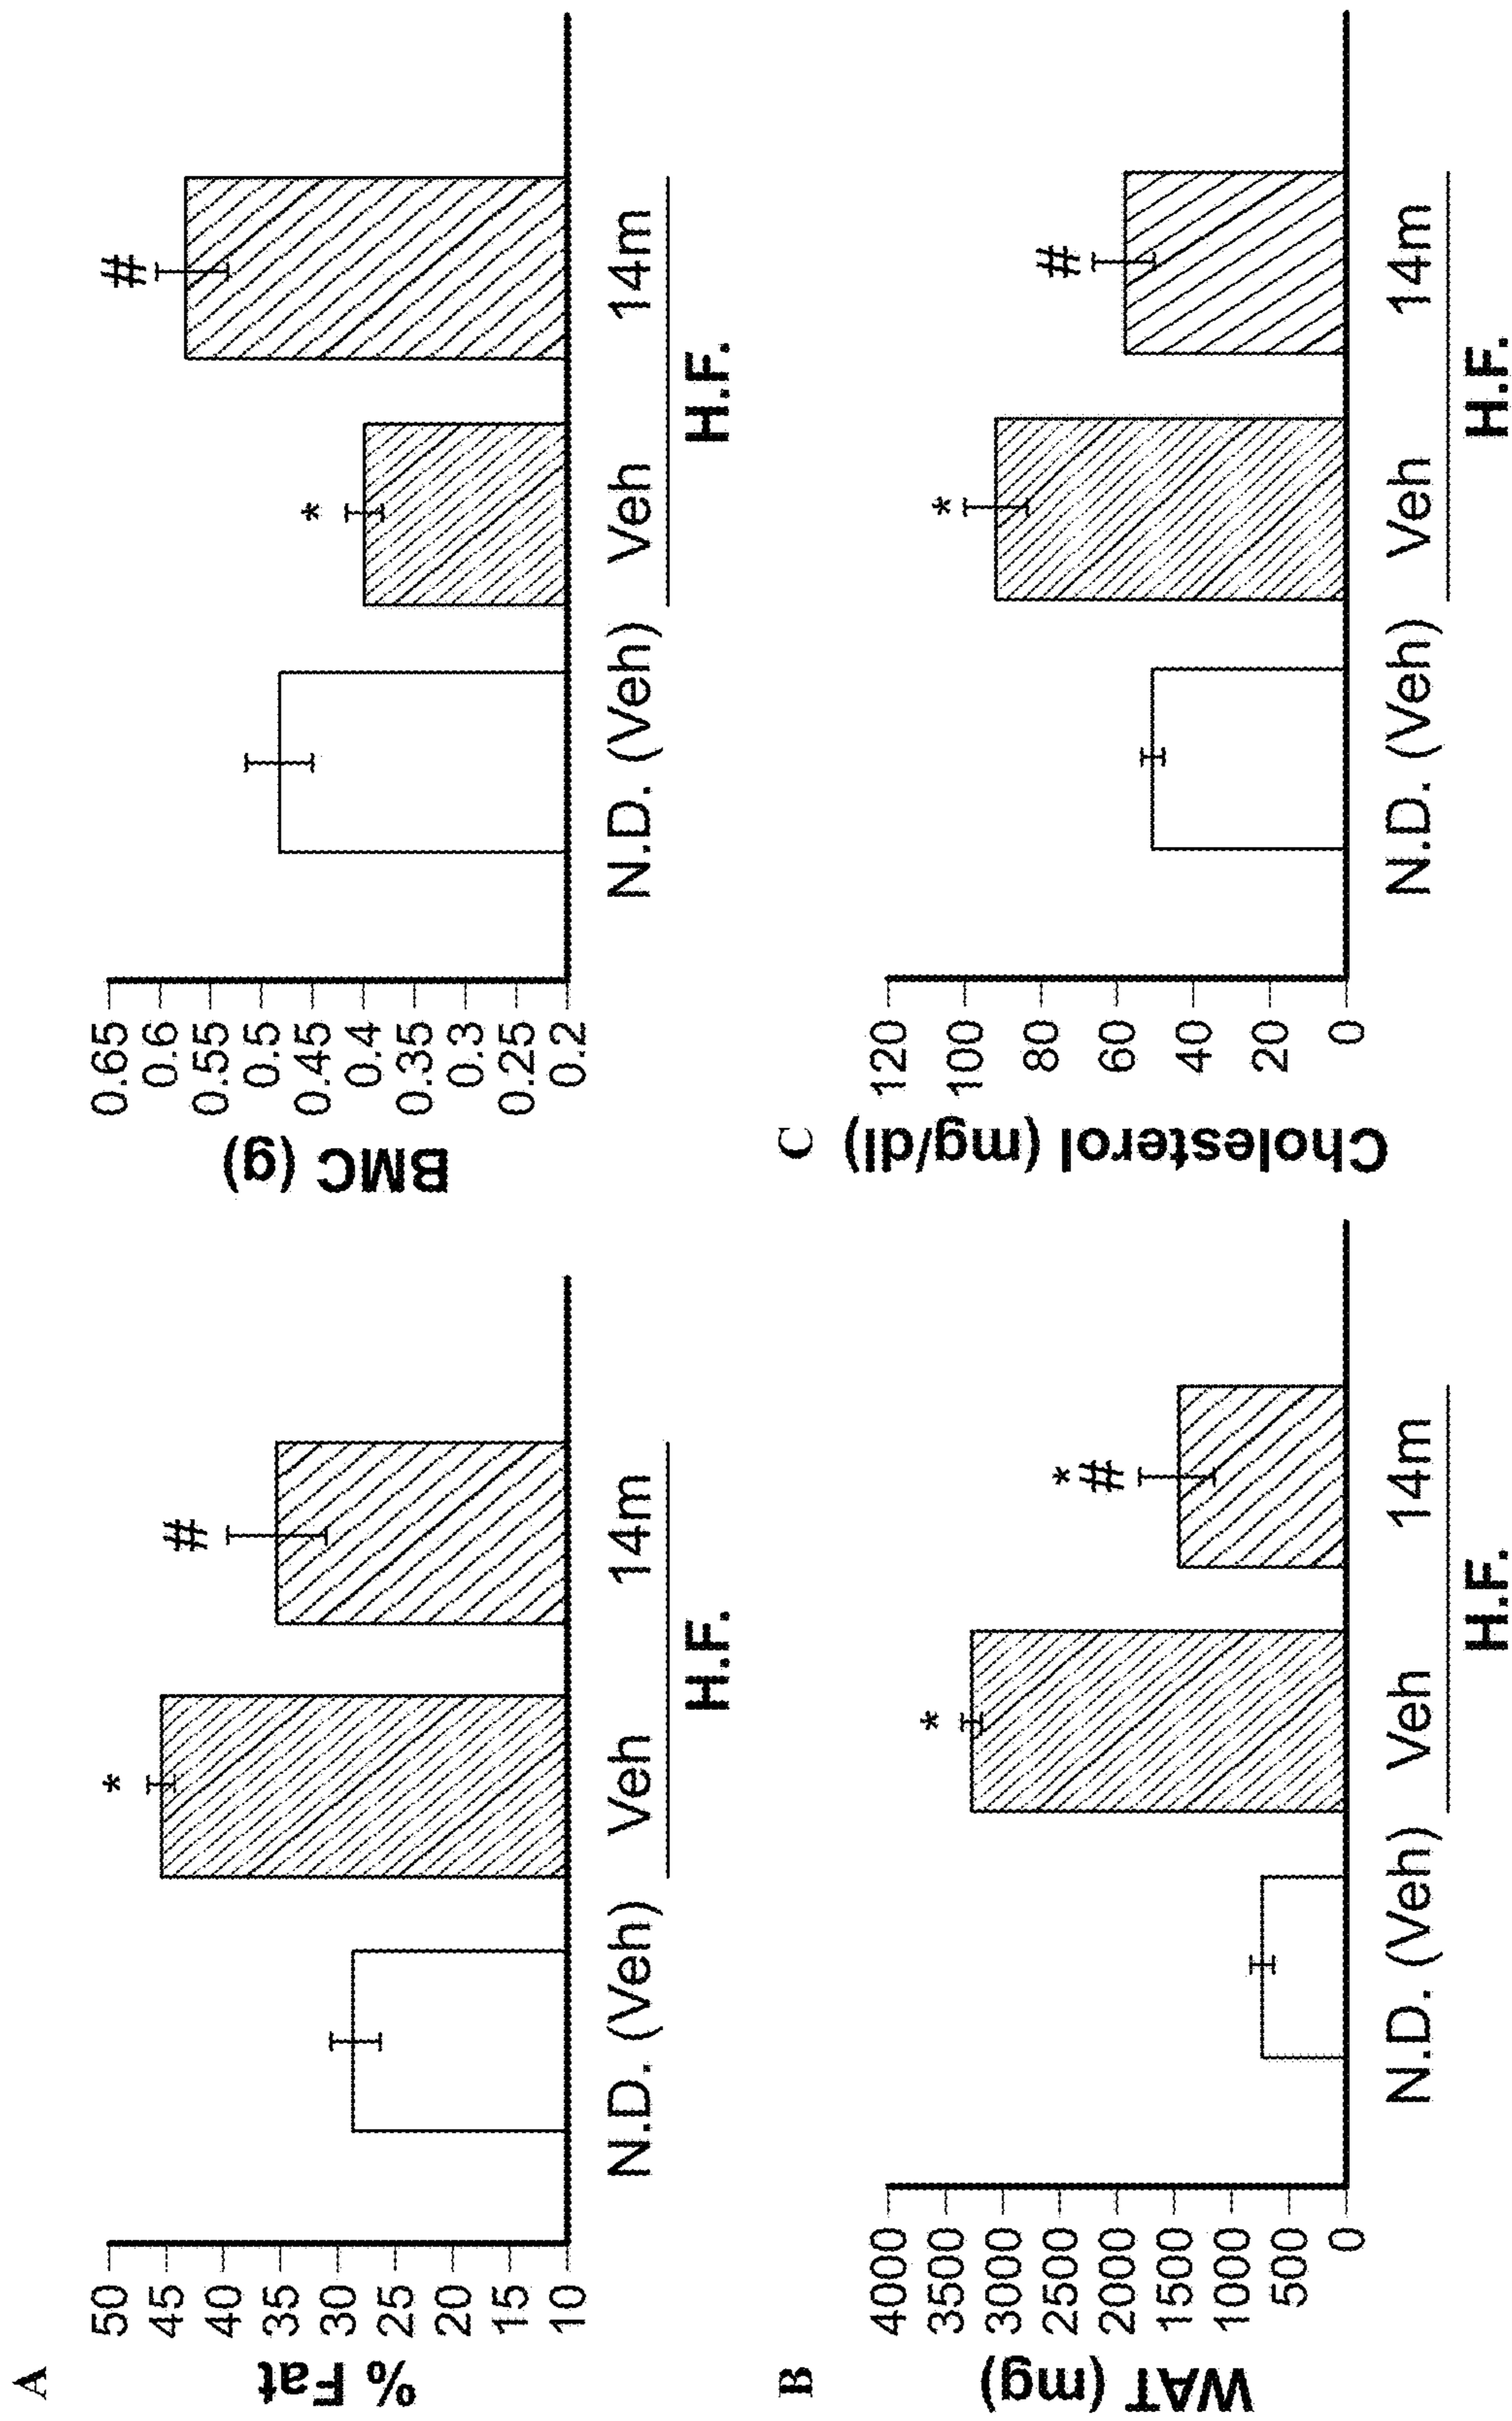 A
% Fat
50
45
40
35
30
25
20
15
10
*
#
N.D. (Veh) Veh 14m
H.F.
BMC (g)
0.65
0.6
0.55
0.5
0.45
0.4
0.35
0.3
0.25
0.2
*
#
N.D. (Veh) Veh 14m
H.F.
B
WAT (mg)
4000
3500
3000
2500
2000
1500
1000
500
0
*
*
#
N.D. (Veh) Veh 14m
H.F.
C
Cholesterol (mg/dl)
120
100
80
60
40
20
0
*
#
N.D. (Veh) Veh 14m
H.F.